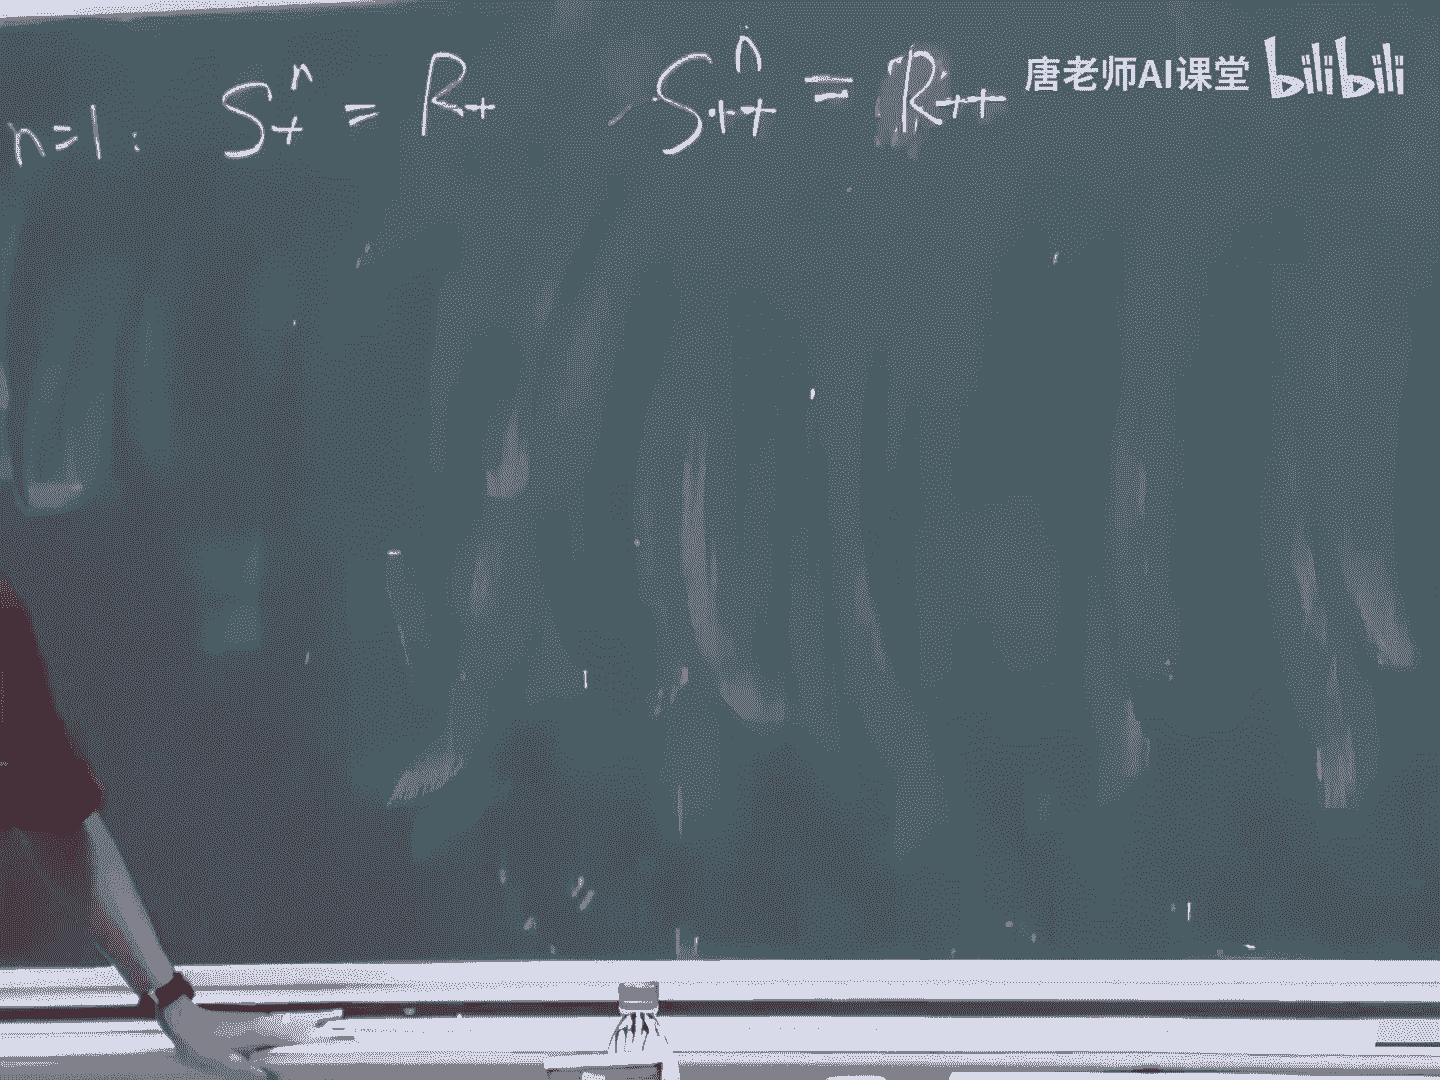 n=1: S₊ⁿ = R₊ S₊₊ⁿ = R₊₊
唐老师AI课堂 bilibili